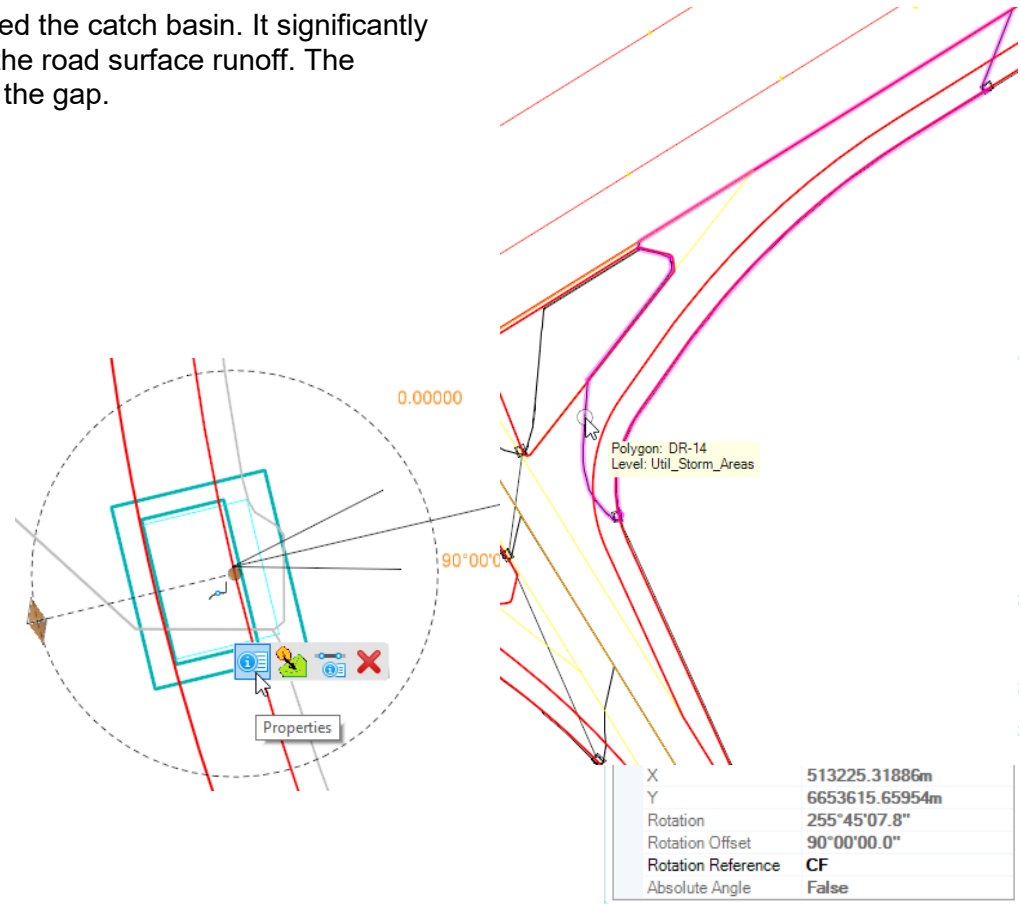 ed the catch basin. It significantly
the road surface runoff. The
the gap.
0.00000
90°00'0
Polygon: DR-14
Level: Util_Storm_Areas
Properties
X 513225.31886m
Y 6653615.65954m
Rotation 255°45'07.8"
Rotation Offset 90°00'00.0"
Rotation Reference CF
Absolute Angle False